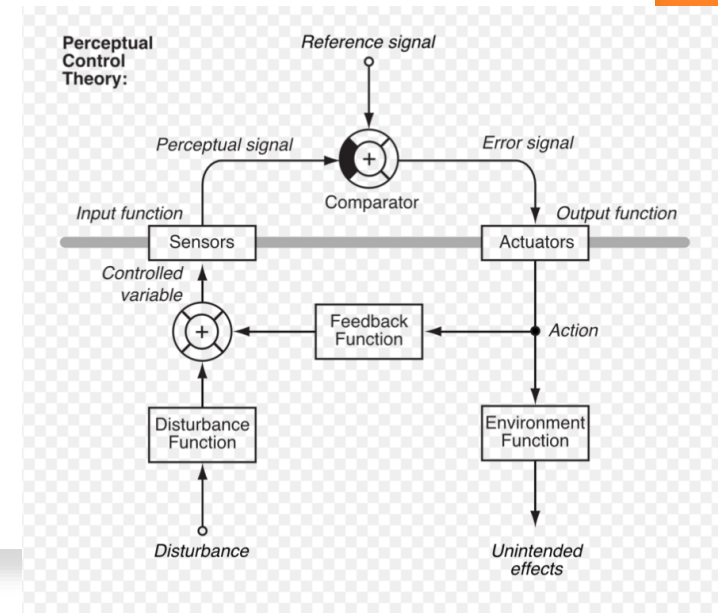 Perceptual
Control
Theory:
Reference signal
Perceptual signal
+
Error signal
Comparator
Input function
Output function
Sensors
Actuators
Controlled
variable
+
Feedback
Function
Action
Disturbance
Function
Environment
Function
Disturbance
Unintended
effects